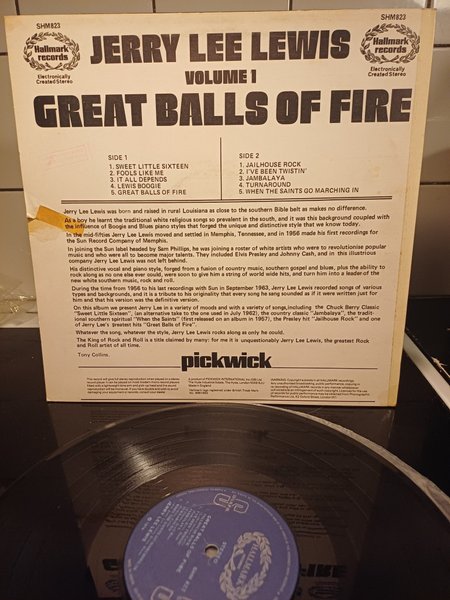 SHM823
SHM823
Hallmark
records
Electronically
Created Stereo
Hallmark
records
Electronically
Created Stereo
JERRY LEE LEWIS
VOLUME 1
GREAT BALLS OF FIRE
SIDE 1
1. SWEET LITTLE SIXTEEN
2. FOOLS LIKE ME
3. IT ALL DEPENDS
4. LEWIS BOOGIE
5. GREAT BALLS OF FIRE
SIDE 2
1. JAILHOUSE ROCK
2. I'VE BEEN TWISTIN'
3. JAMBALAYA
4. TURNAROUND
5. WHEN THE SAINTS GO MARCHING IN
Jerry Lee Lewis was born and raised in rural Louisiana as close to the southern Bible belt as makes no difference.
As a boy he learnt the traditional white religious songs so prevalent in the south, and it was this background coupled with
the influence of Boogie and Blues piano styles that forged the unique and distinctive style that we know today.
In the mid-fifties Jerry Lee Lewis moved and settled in Memphis, Tennessee, and in 1956 made his first recordings for
the Sun Record Company of Memphis.
In joining the Sun label headed by Sam Phillips, he was joining a roster of white artists who were to revolutionise popular
music and who were all to become major talents. They included Elvis Presley and Johnny Cash, and in this illustrious
company Jerry Lee was not left behind.
His distinctive vocal and piano style, forged from a fusion of country music, southern gospel and blues, plus the ability to
rock along as no one else ever could, were soon to give him a string of world wide hits, and turn him into a leader of the
new white southern music, rock and roll.
During the time from 1956 to his last recordings with Sun in September 1963, Jerry Lee Lewis recorded songs of various
types and backgrounds, and it is a tribute to his originality that every song he sang sounded as if it were written just for
him and that his version was the definitive version.
On this album we present Jerry Lee in a variety of moods and with a variety of songs, including the Chuck Berry Classic
"Sweet Little Sixteen", (an alternative take to the one used in July 1962), the country classic "Jambalaya", the tradit-
ional southern spiritual "When the Saints" (first released on an album in 1967), the Presley hit "Jailhouse Rock" and one
of Jerry Lee's greatest hits "Great Balls of Fire".
Whatever the song, whatever the style, Jerry Lee Lewis rocks along as only he could.
The King of Rock and Roll is a title claimed by many: for me it is unquestionably Jerry Lee Lewis, the greatest Rock
and Roll artist of all time.
Tony Collins.
pickwick
HALLMARK
GREAT BALLS OF FIRE